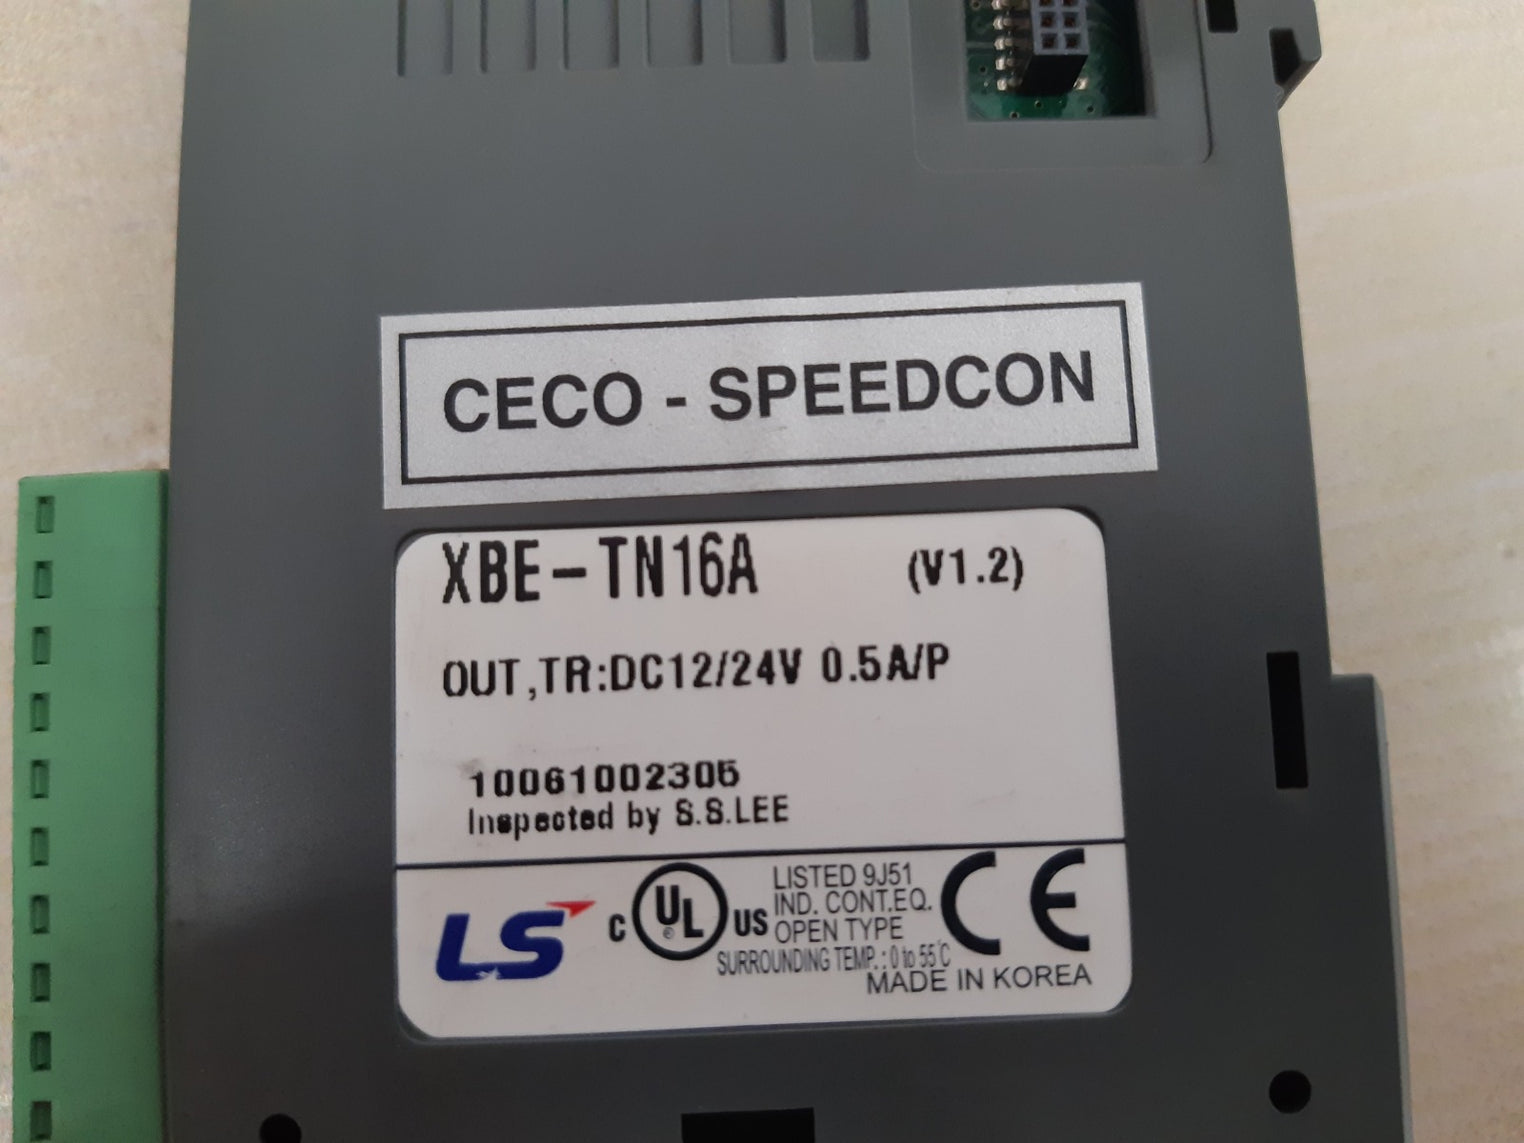 CECO - SPEEDCON
XBE-TN16A (V1.2)
OUT,TR:DC12/24V 0.5A/P
10061002305
Inspected by S.S.LEE
LS
C UL US
®
LISTED 9J51
IND. CONT.EQ.
OPEN TYPE
SURROUNDING TEMP. : 0 to 55℃
MADE IN KOREA
CE